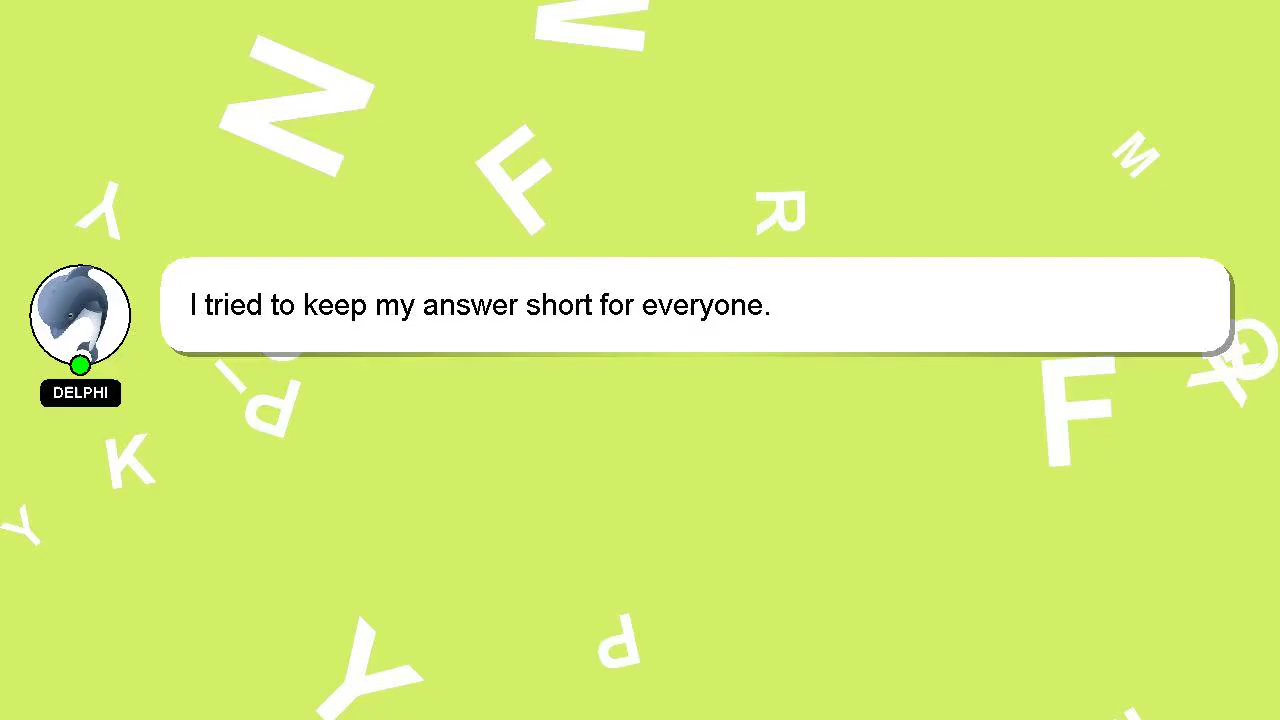 N
F
M
Y
R
I tried to keep my answer short for everyone.
DELPHI
P
F
X
K
Y
Y
P